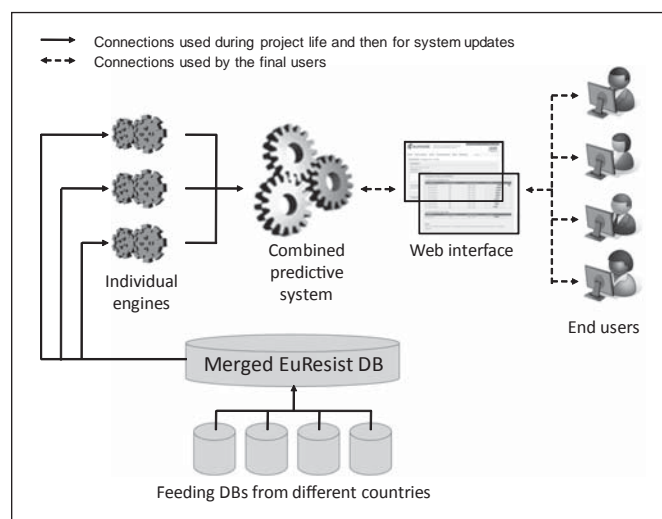 Connections used during project life and then for system updates
Connections used by the final users
Individual
engines
Combined
predictive
system
Web interface
End users
Merged EuResist DB
Feeding DBs from different countries